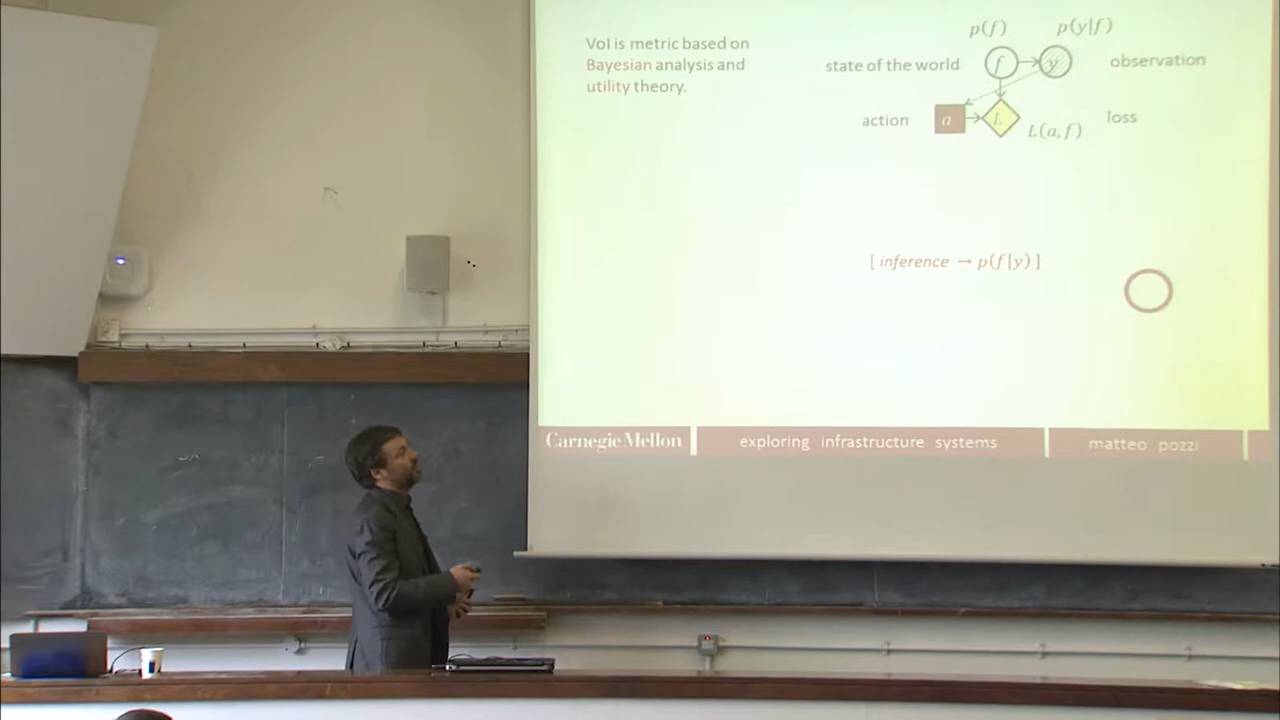 VoI is metric based on
Bayesian analysis and
utility theory.
p(f)
p(y|f)
state of the world
f
y
observation
action
a
L
L(a, f)
loss
[ inference → p(f|y) ]
Carnegie Mellon
exploring infrastructure systems
matteo pozzi